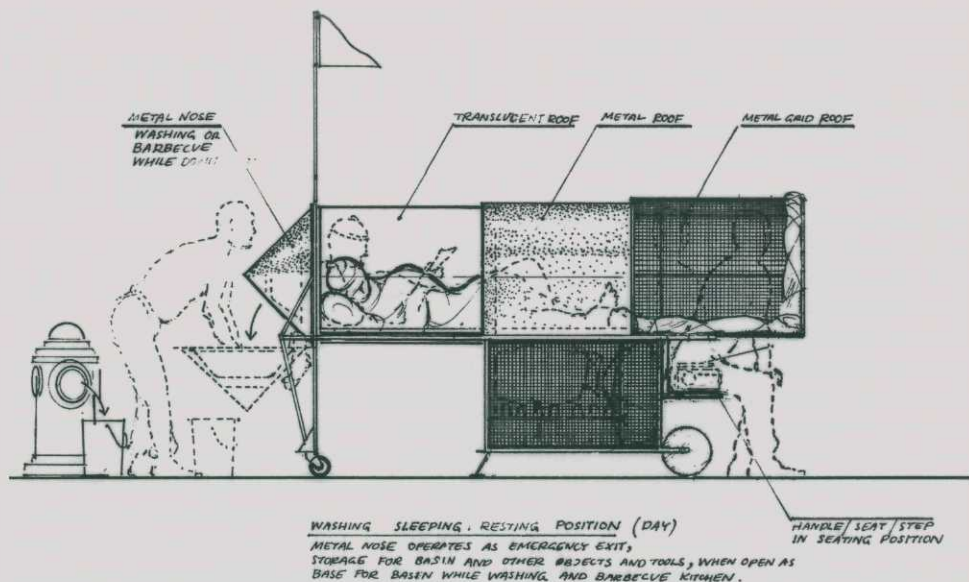 METAL NOSE
WASHING OR
BARBECUE
WHILE
TRANSLUCENT ROOF
METAL ROOF
METAL GRID ROOF
HANDLE/SEAT/STEP
IN SEATING POSITION
WASHING SLEEPING, RESTING POSITION (DAY)
METAL NOSE OPERATES AS EMERGENCY EXIT,
STORAGE FOR BASIN AND OTHER OBJECTS AND TOOLS, WHEN OPEN AS
BASE FOR BASEN WHILE WASHING AND BARBECUE KITCHEN.